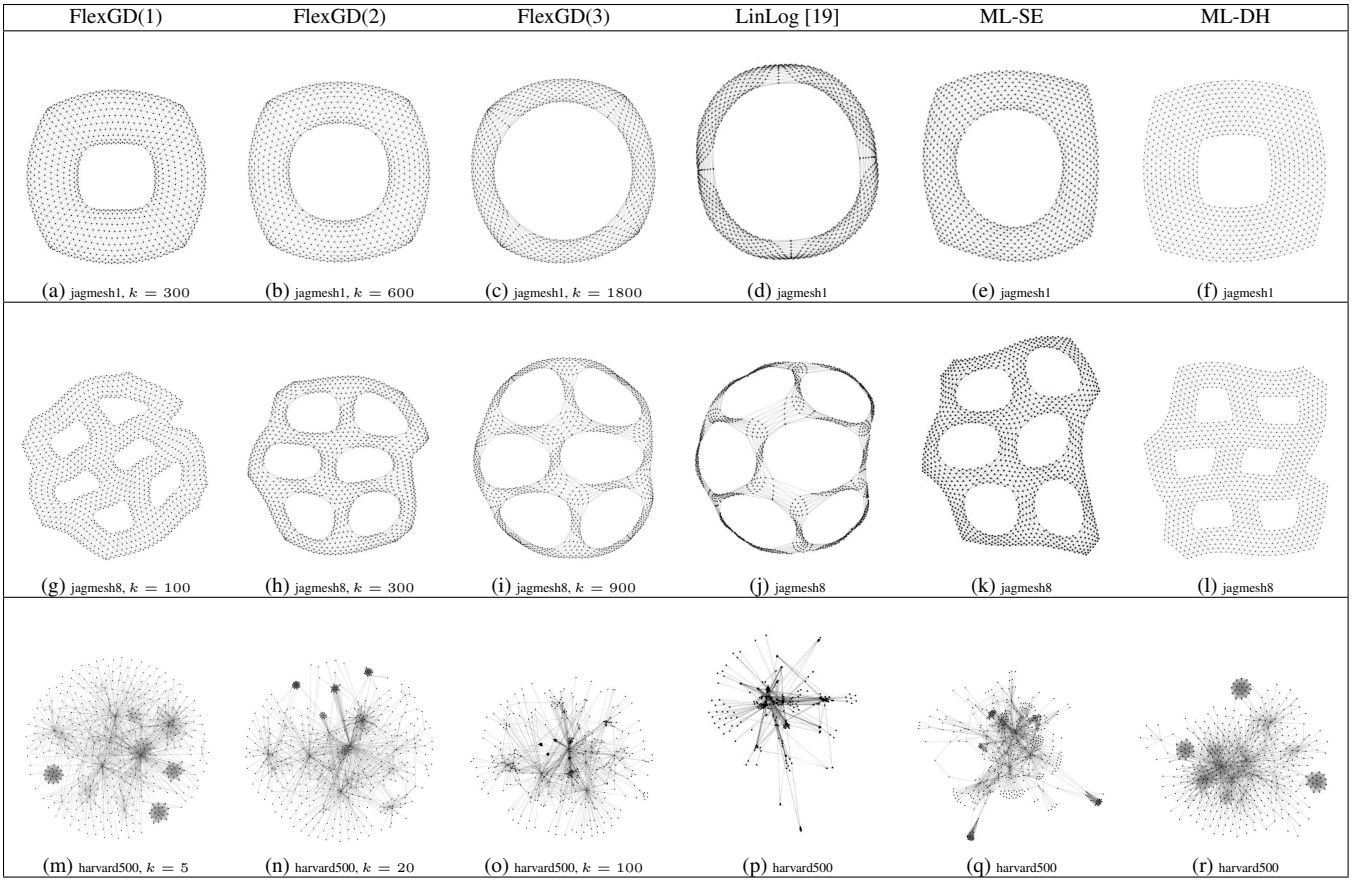 FlexGD(1) FlexGD(2) FlexGD(3) LinLog [19] ML-SE ML-DH
(a) jagmesh1, k = 300 (b) jagmesh1, k = 600 (c) jagmesh1, k = 1800 (d) jagmesh1 (e) jagmesh1 (f) jagmesh1
(g) jagmesh8, k = 100 (h) jagmesh8, k = 300 (i) jagmesh8, k = 900 (j) jagmesh8 (k) jagmesh8 (l) jagmesh8
(m) harvard500, k = 5 (n) harvard500, k = 20 (o) harvard500, k = 100 (p) harvard500 (q) harvard500 (r) harvard500